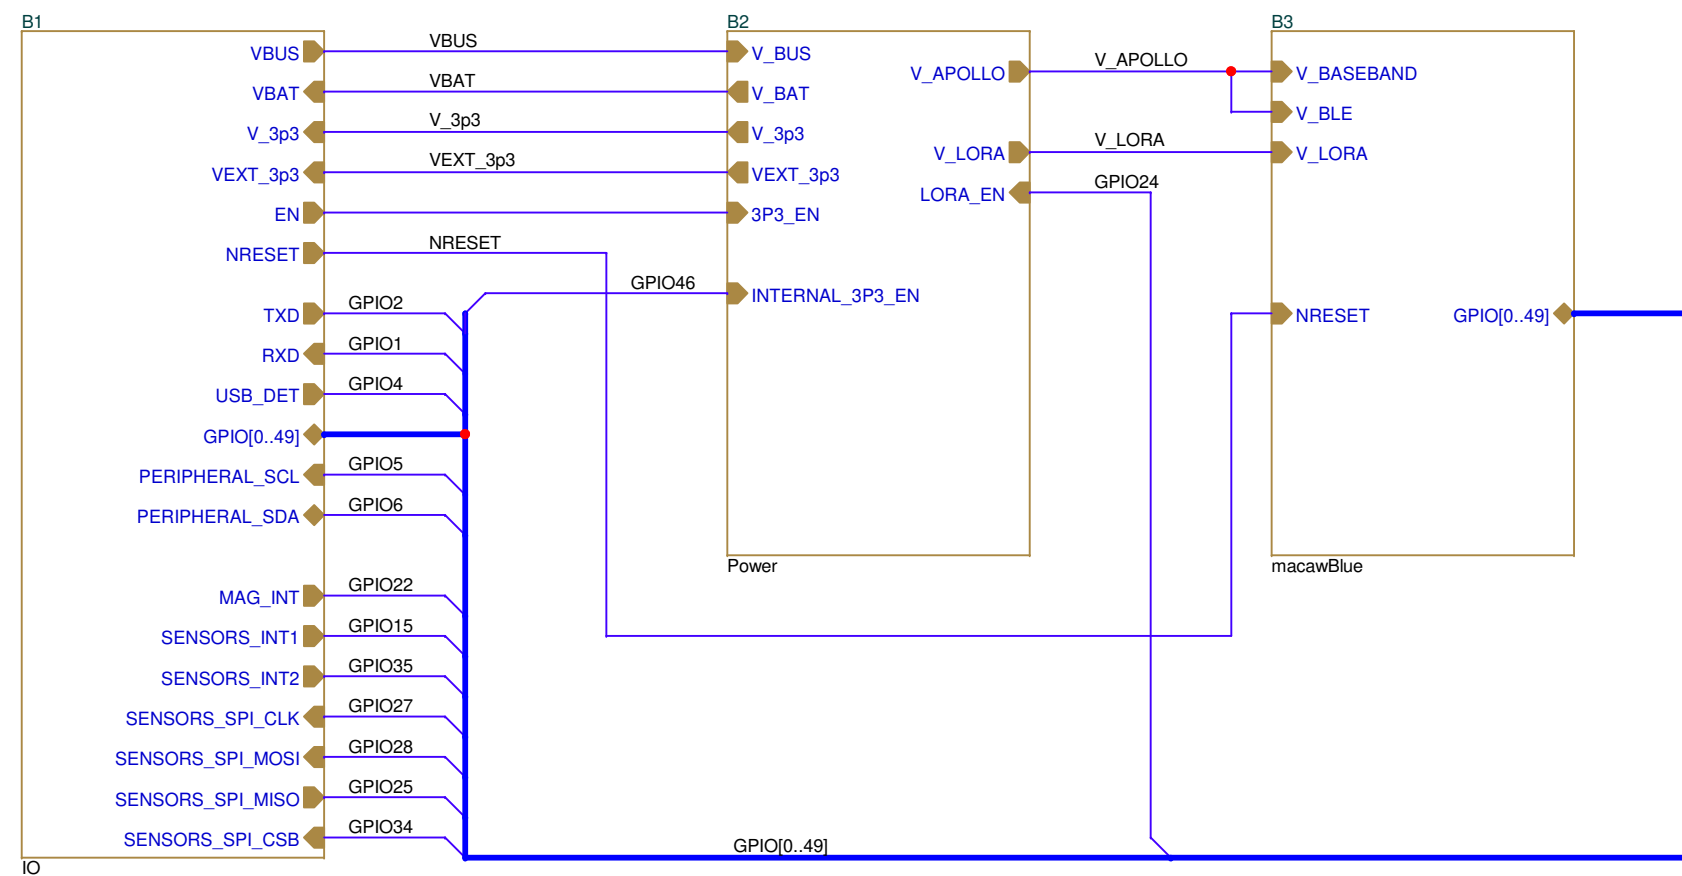 B1
VBUS
VBAT
V_3p3
VEXT_3p3
EN
NRESET
TXD
RXD
USB_DET
GPIO[0..49]
PERIPHERAL_SCL
PERIPHERAL_SDA
MAG_INT
SENSORS_INT1
SENSORS_INT2
SENSORS_SPI_CLK
SENSORS_SPI_MOSI
SENSORS_SPI_MISO
SENSORS_SPI_CSB
IO
VBUS
VBAT
V_3p3
VEXT_3p3
NRESET
GPIO2
GPIO1
GPIO4
GPIO5
GPIO6
GPIO22
GPIO15
GPIO35
GPIO27
GPIO28
GPIO25
GPIO34
GPIO46
GPIO[0..49]
B2
V_BUS
V_BAT
V_3p3
VEXT_3p3
3P3_EN
INTERNAL_3P3_EN
V_APOLLO
V_LORA
LORA_EN
Power
V_APOLLO
V_LORA
GPIO24
B3
V_BASEBAND
V_BLE
V_LORA
NRESET
GPIO[0..49]
macawBlue